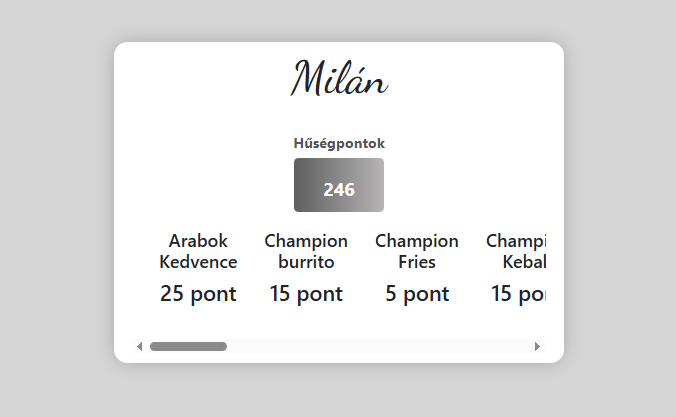 Milán
Hűségpontok
246
Arabok Kedvence
25 pont
Champion burrito
15 pont
Champion Fries
5 pont